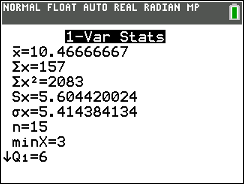 NORMAL FLOAT AUTO REAL RADIAN MP
1-Var Stats
x̄=10.46666667
Σx=157
Σx²=2083
Sx=5.604420024
σx=5.414384134
n=15
minX=3
↓Q₁=6